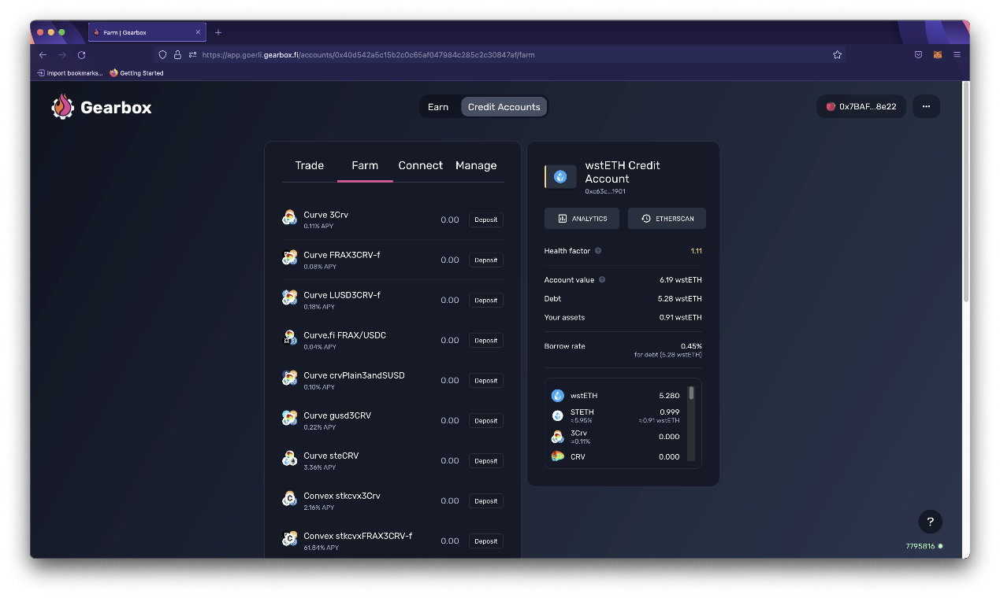 Farm | Gearbox
https://app.goerli.gearbox.fi/accounts/0x40d542a5c15b2c0c65af047984c285c2c30847af/farm
Import bookmarks...
Getting Started
Gearbox
Earn
Credit Accounts
0x7BAF...8e22
...
Trade
Farm
Connect
Manage
Curve 3Crv
0.11% APY
0.00
Deposit
Curve FRAX3CRV-f
0.08% APY
0.00
Deposit
Curve LUSD3CRV-f
0.18% APY
0.00
Deposit
Curve.fi FRAX/USDC
0.04% APY
0.00
Deposit
Curve crvPlain3andSUSD
0.10% APY
0.00
Deposit
Curve gusd3CRV
0.22% APY
0.00
Deposit
Curve steCRV
3.36% APY
0.00
Deposit
Convex stkcvx3Crv
2.16% APY
0.00
Deposit
Convex stkcvxFRAX3CRV-f
61.84% APY
0.00
Deposit
wstETH Credit
Account
0xc63c...1901
ANALYTICS
ETHERSCAN
Health factor ?
1.11
Account value ?
6.19 wstETH
Debt
5.28 wstETH
Your assets
0.91 wstETH
Borrow rate
0.45%
for debt (5.28 wstETH)
wstETH
5.280
STETH
0.999
≈5.95%
≈0.91 wstETH
3Crv
0.000
≈0.11%
CRV
0.000
?
7795816